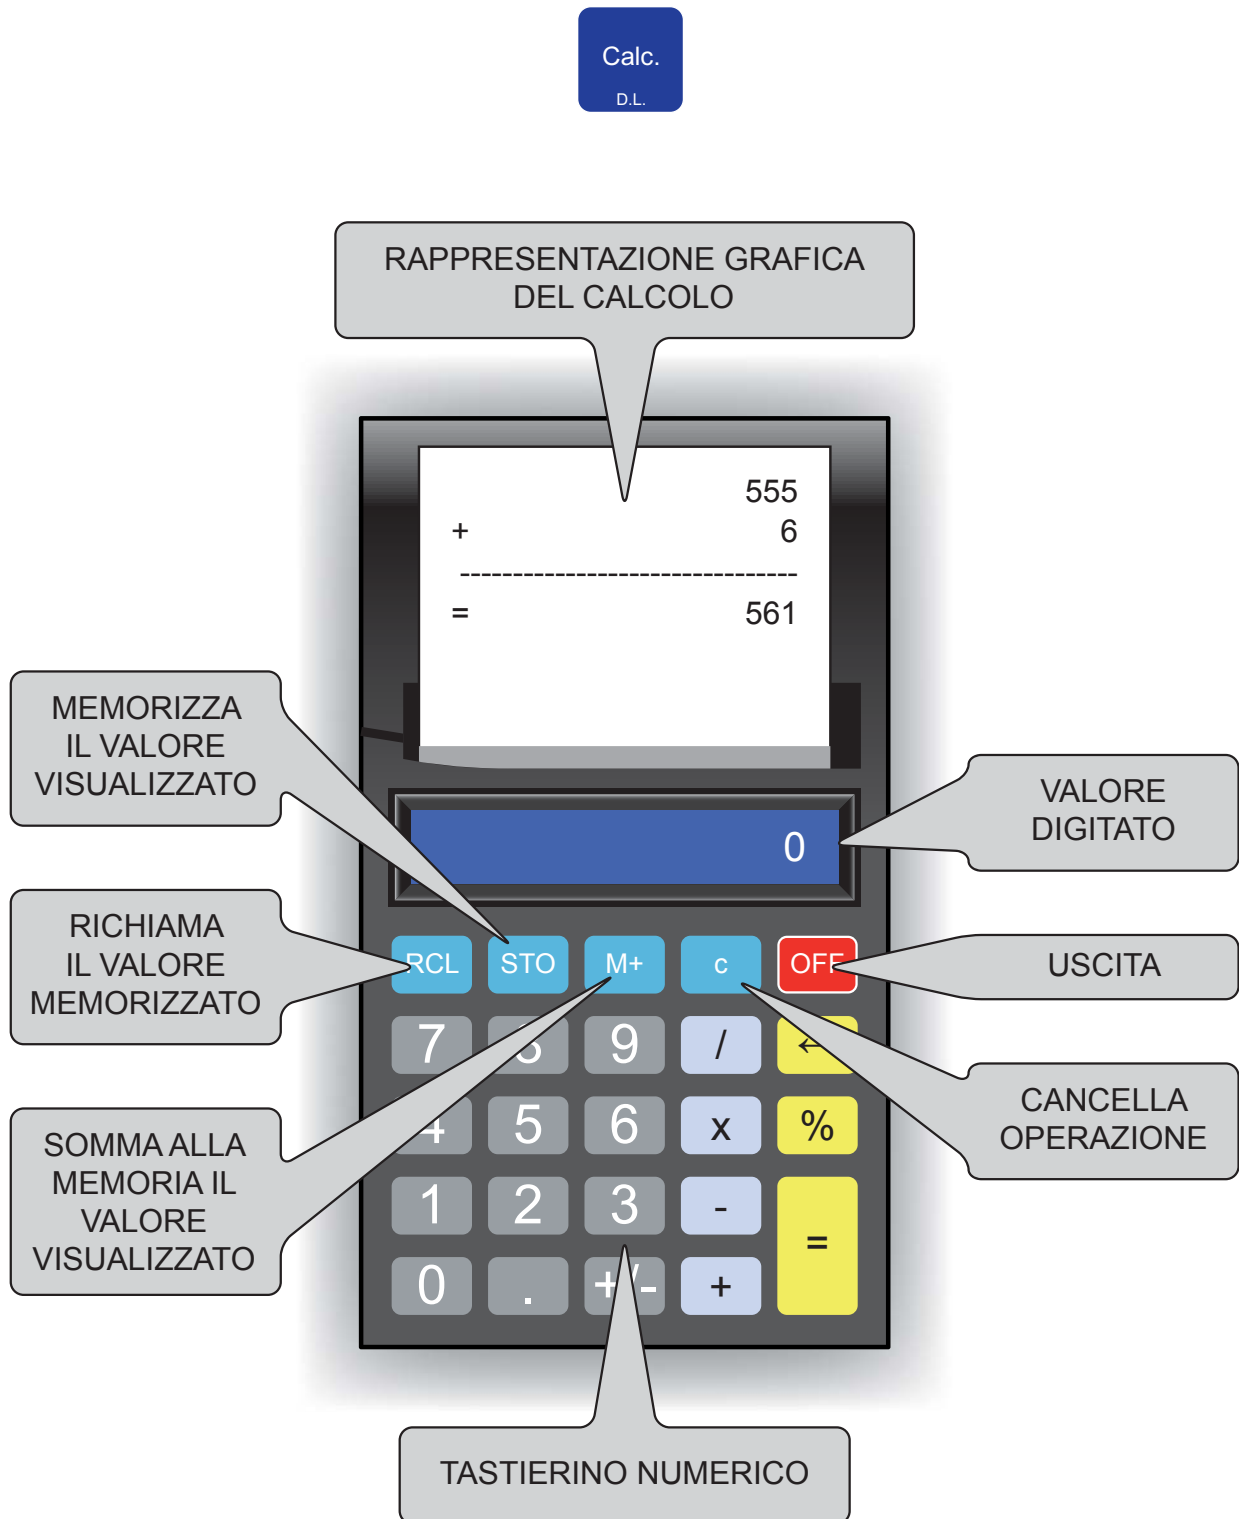 Calc.
D.L.
RAPPRESENTAZIONE GRAFICA
DEL CALCOLO
555
+ 6
--------------------------------
= 561
MEMORIZZA
IL VALORE
VISUALIZZATO
VALORE
DIGITATO
0
RICHIAMA
IL VALORE
MEMORIZZATO
RCL STO M+ c OFF
USCITA
7 8 9 / ←
CANCELLA
OPERAZIONE
4 5 6 x %
SOMMA ALLA
MEMORIA IL
VALORE
VISUALIZZATO
1 2 3 -
=
0 . +/- +
TASTIERINO NUMERICO